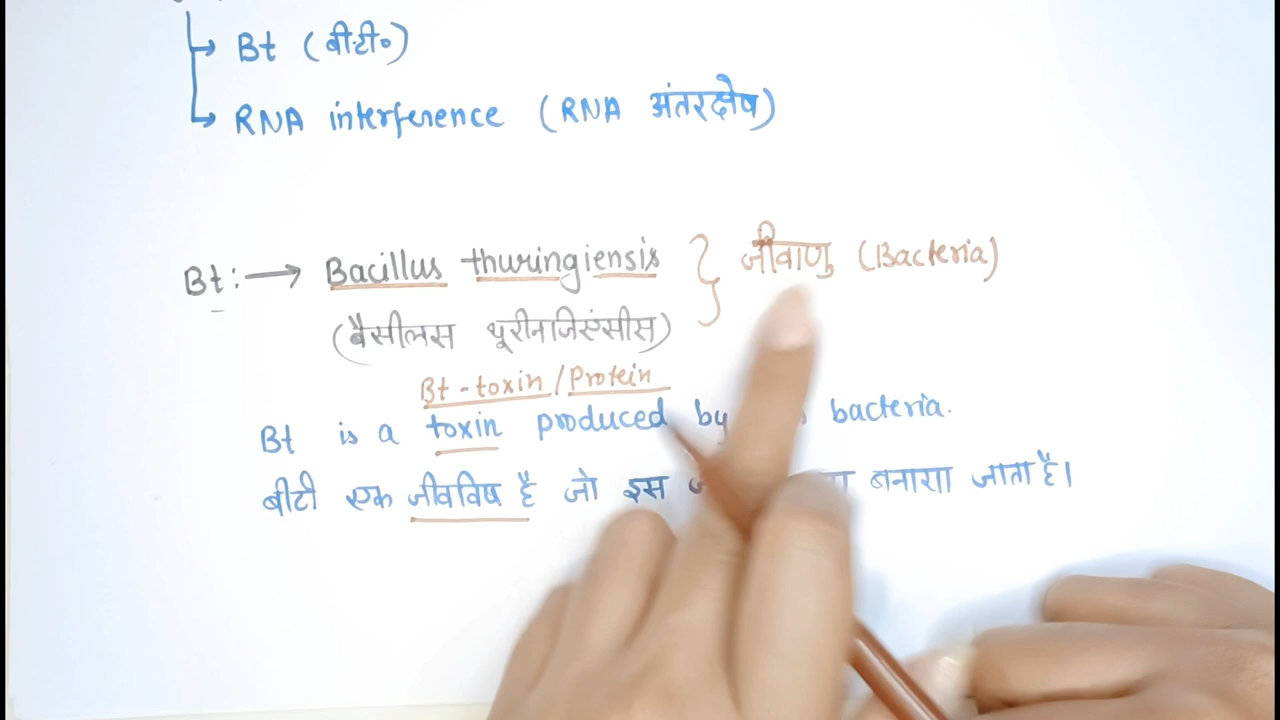 Bt (बी.टी०)
RNA interference (RNA अंतरक्षेप)
Bt: → Bacillus thuringiensis } जीवाणु (Bacteria)
(बैसीलस थूरीनजिएंसीस)
Bt-toxin/Protein
Bt is a toxin produced by bacteria.
बीटी एक जीवविष है जो इस बनाया जाता है।